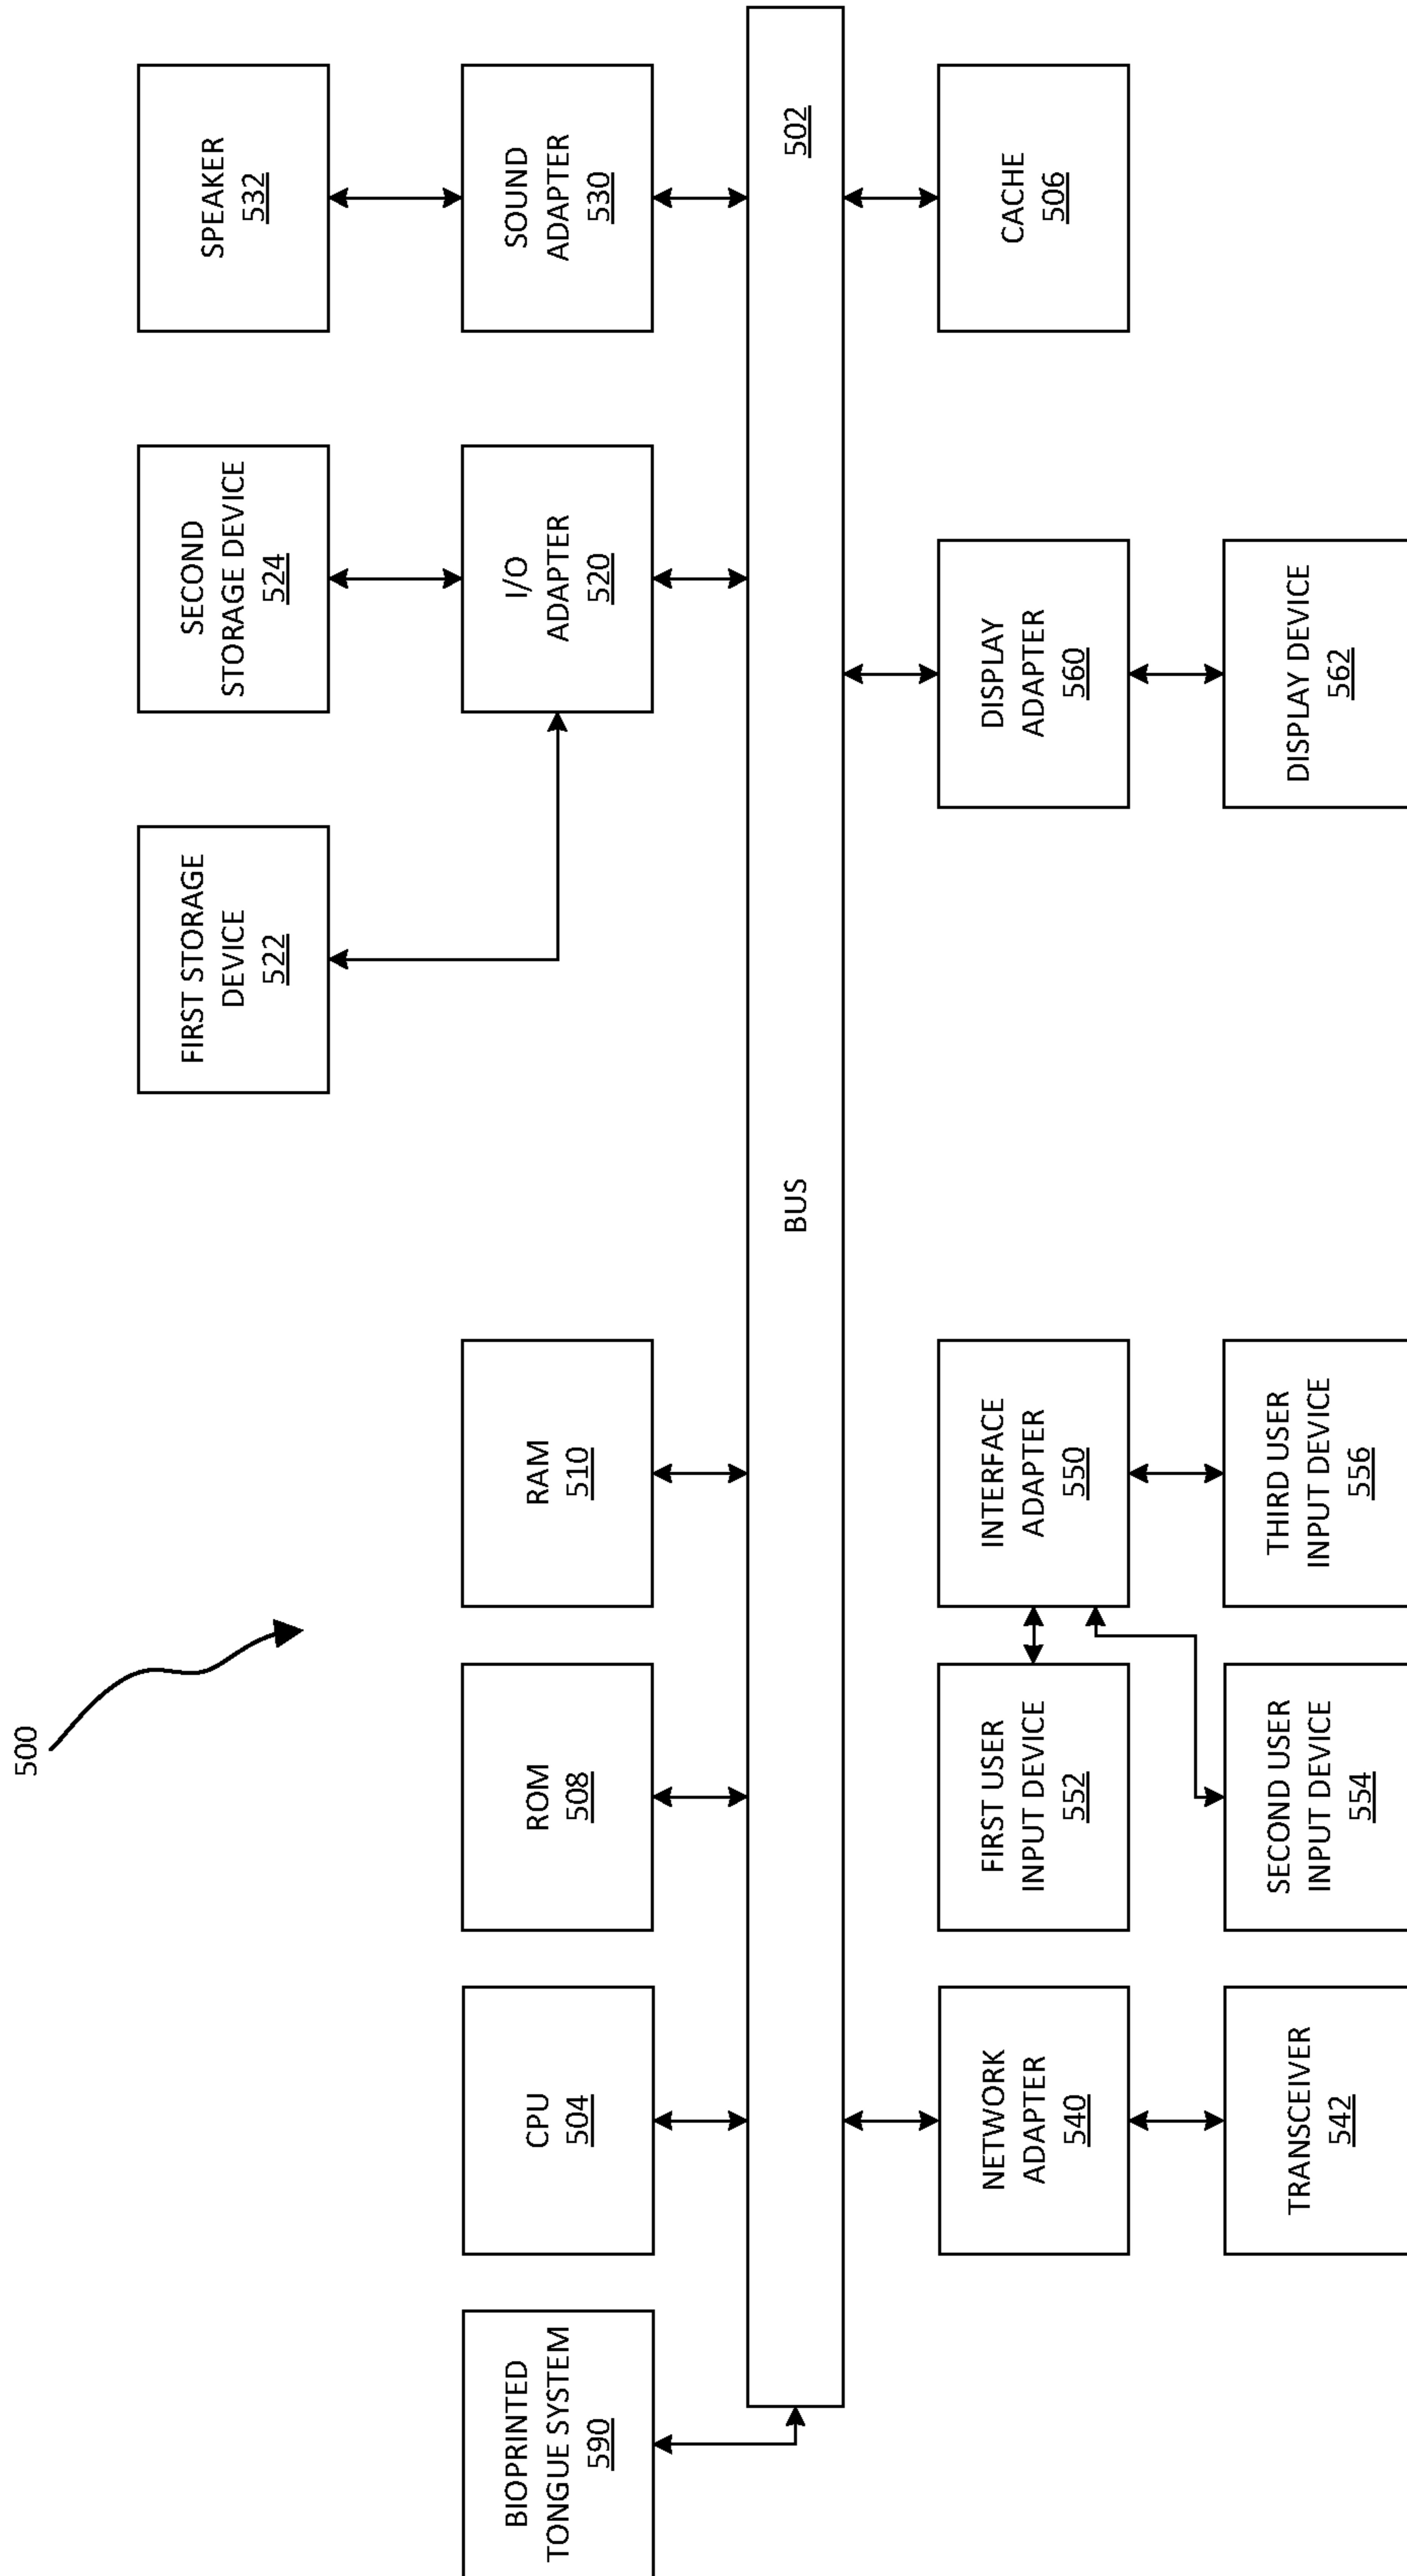 500
FIRST STORAGE
DEVICE
522
SECOND
STORAGE DEVICE
524
SPEAKER
532
BIOPRINTED
TONGUE SYSTEM
590
CPU
504
ROM
508
RAM
510
I/O
ADAPTER
520
SOUND
ADAPTER
530
BUS
502
NETWORK
ADAPTER
540
FIRST USER
INPUT DEVICE
552
INTERFACE
ADAPTER
550
DISPLAY
ADAPTER
560
CACHE
506
TRANSCEIVER
542
SECOND USER
INPUT DEVICE
554
THIRD USER
INPUT DEVICE
556
DISPLAY DEVICE
562